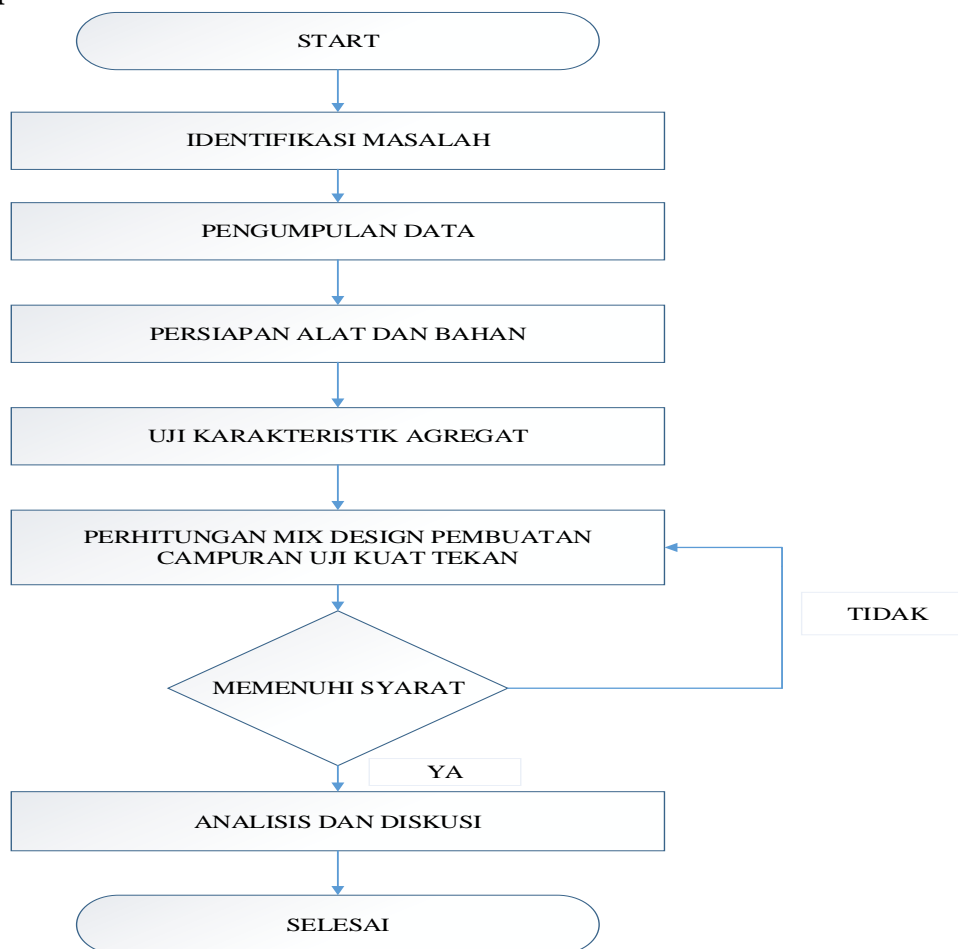 START
IDENTIFIKASI MASALAH
PENGUMPULAN DATA
PERSIAPAN ALAT DAN BAHAN
UJI KARAKTERISTIK AGREGAT
PERHITUNGAN MIX DESIGN PEMBUATAN
CAMPURAN UJI KUAT TEKAN
TIDAK
MEMENUHI SYARAT
YA
ANALISIS DAN DISKUSI
SELESAI